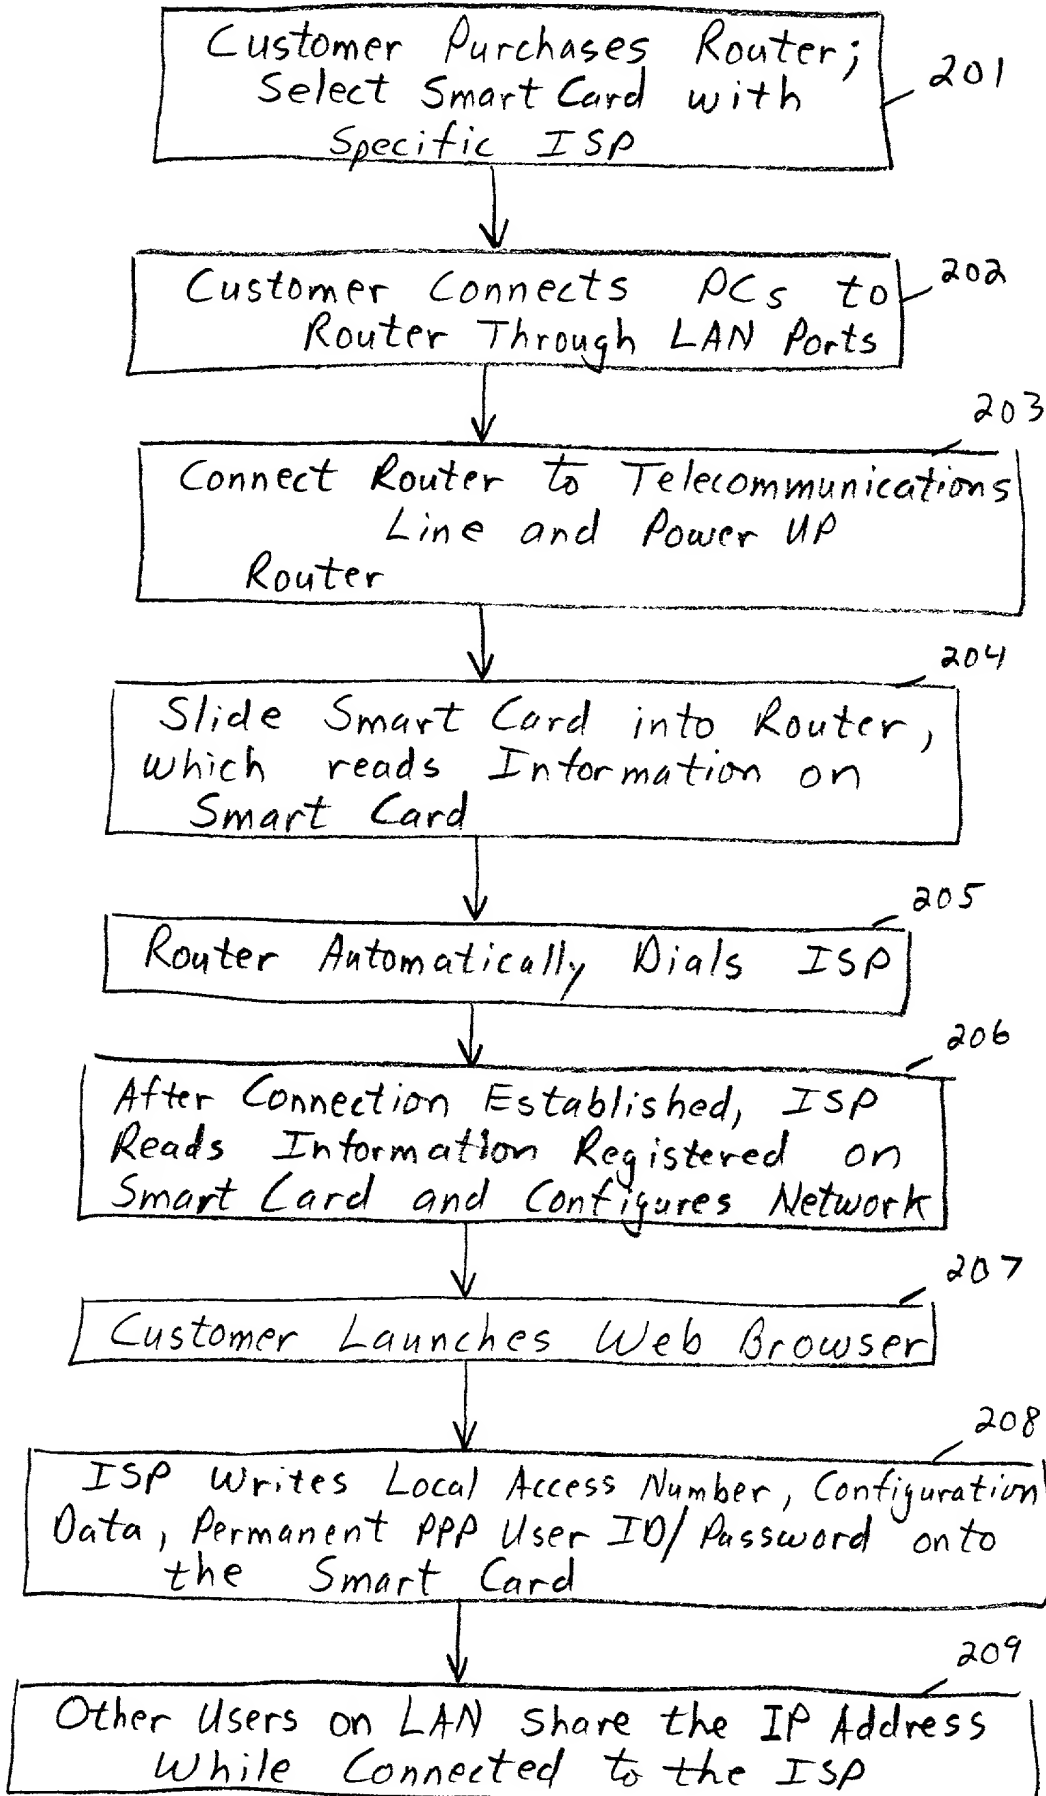 Customer Purchases Router;
Select Smart Card with
Specific ISP
201
Customer Connects PCs to
Router Through LAN Ports
202
203
Connect Router to Telecommunications
Line and Power UP
Router
204
Slide Smart Card into Router,
which reads Information on
Smart Card
205
Router Automatically Dials ISP
206
After Connection Established, ISP
Reads Information Registered on
Smart Card and Configures Network
207
Customer Launches Web Browser
208
ISP Writes Local Access Number, Configuration
Data, Permanent PPP User ID/Password onto
the Smart Card
209
Other Users on LAN Share the IP Address
While Connected to the ISP